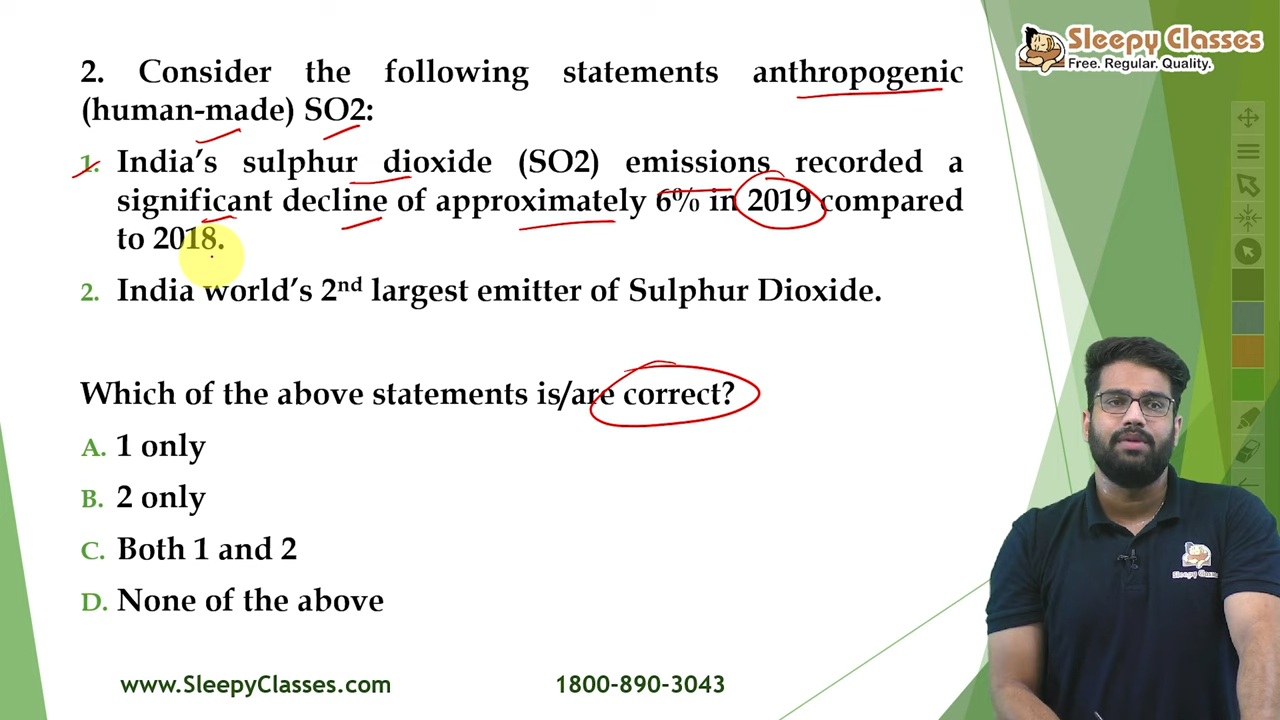 Sleepy Classes
Free. Regular. Quality.
2. Consider the following statements anthropogenic
(human-made) SO2:
1. India's sulphur dioxide (SO2) emissions recorded a
significant decline of approximately 6% in 2019 compared
to 2018.
2. India world's 2nd largest emitter of Sulphur Dioxide.
Which of the above statements is/are correct?
A. 1 only
B. 2 only
C. Both 1 and 2
D. None of the above
Sleepy Classes
www.SleepyClasses.com 1800-890-3043